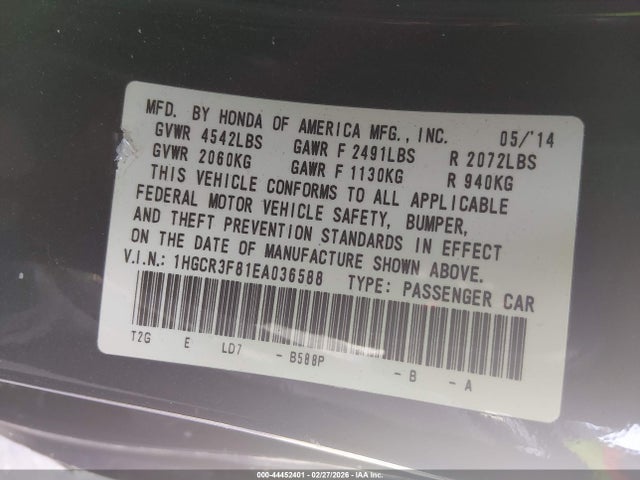 MFD. BY HONDA OF AMERICA MFG., INC. 05/'14
GVWR 4542LBS GAWR F 2491LBS R 2072LBS
GVWR 2060KG GAWR F 1130KG R 940KG
THIS VEHICLE CONFORMS TO ALL APPLICABLE
FEDERAL MOTOR VEHICLE SAFETY, BUMPER,
AND THEFT PREVENTION STANDARDS IN EFFECT
ON THE DATE OF MANUFACTURE SHOWN ABOVE.
V.I.N.: 1HGCR3F81EA036588 TYPE: PASSENGER CAR
T2G E LD7 - B588P - B - A
000-44452401 - 02/27/2026 - IAA Inc.